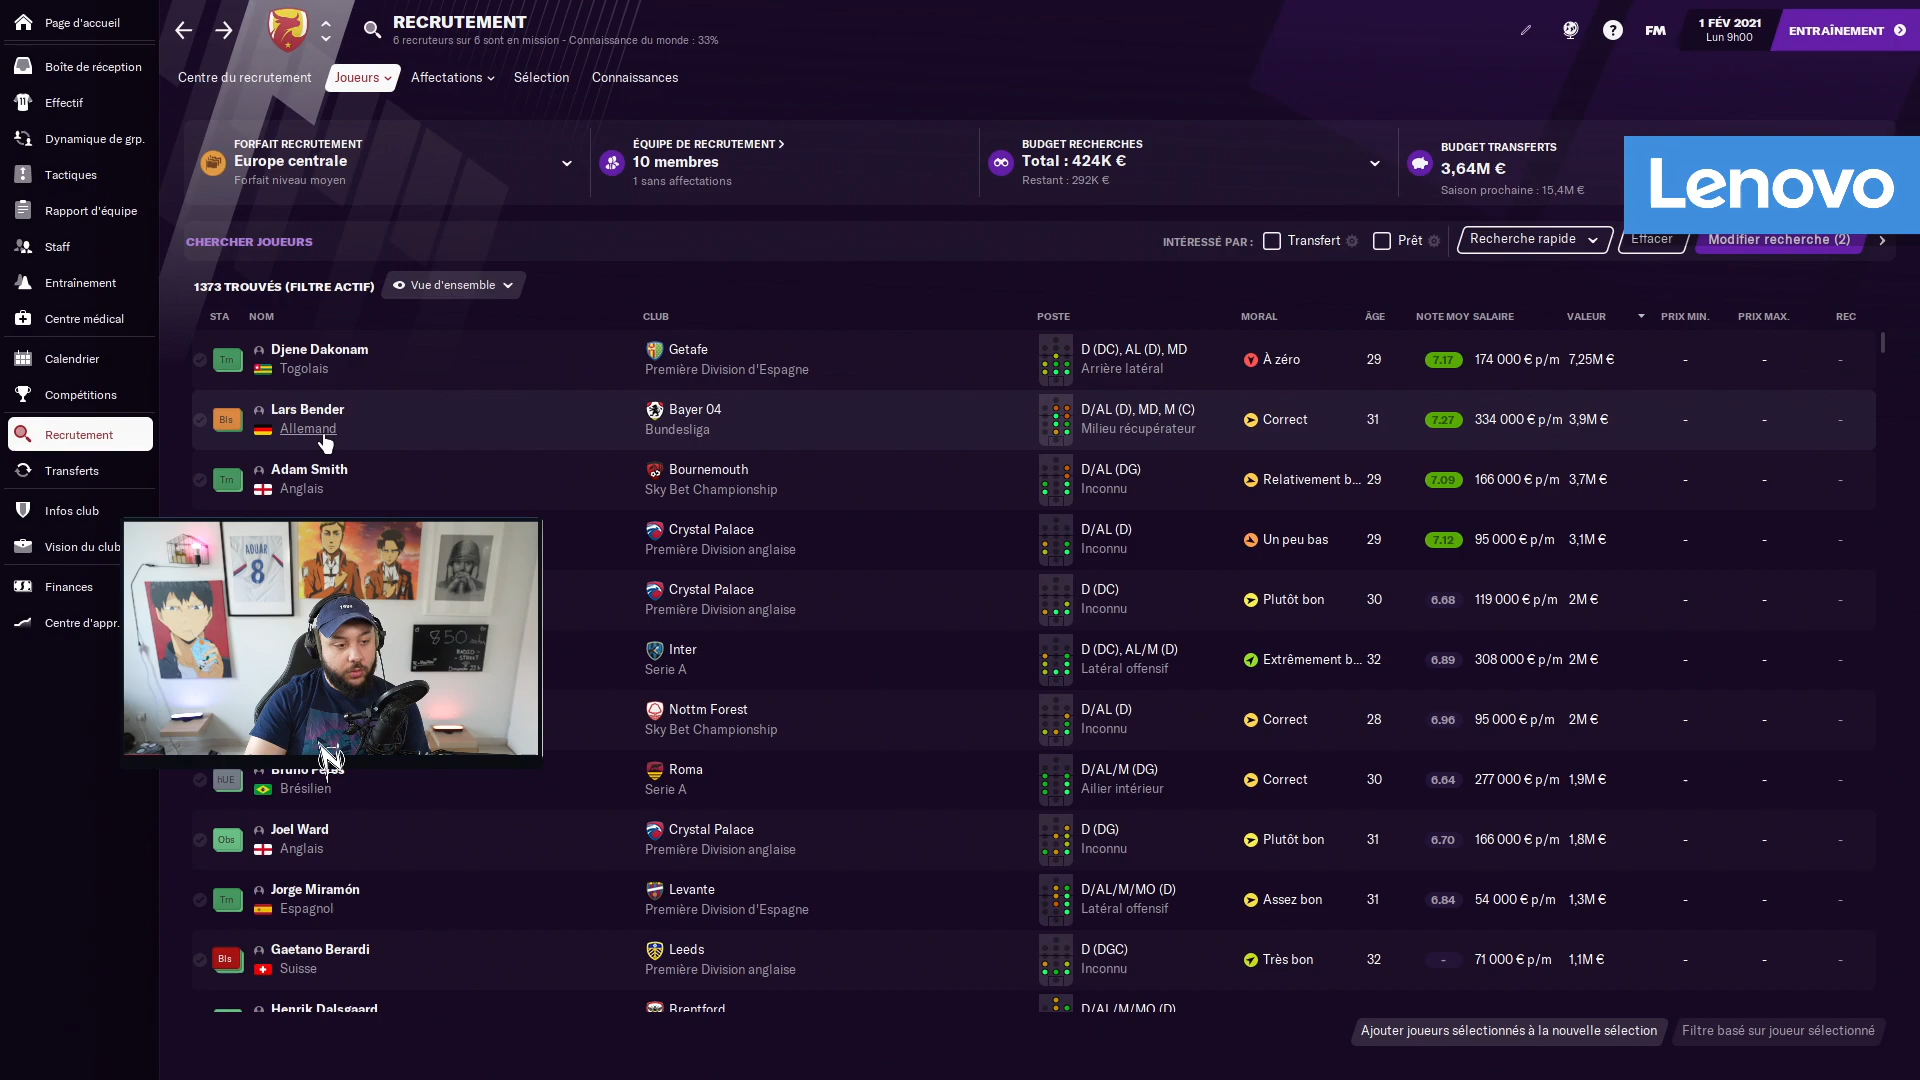 Page d'accueil
Boîte de réception
Effectif
Dynamique de grp.
Tactiques
Rapport d'équipe
Staff
Entraînement
Centre médical
Calendrier
Compétitions
Recrutement
Transferts
Infos club
Vision du club
Finances
Centre d'appr.
RECRUTEMENT
6 recruteurs sur 6 sont en mission - Connaissance du monde : 33%
FM
1 FÉV 2021
Lun 9h00
ENTRAÎNEMENT
Centre du recrutement Joueurs Affectations Sélection Connaissances
FORFAIT RECRUTEMENT
Europe centrale
Forfait niveau moyen
ÉQUIPE DE RECRUTEMENT >
10 membres
1 sans affectations
BUDGET RECHERCHES
Total : 424K €
Restant : 292K €
BUDGET TRANSFERTS
3,64M €
Saison prochaine : 15,4M €
Lenovo
CHERCHER JOUEURS
INTÉRESSÉ PAR : Transfert Prêt
Recherche rapide
Effacer
Modifier recherche (2)
1373 TROUVÉS (FILTRE ACTIF) Vue d'ensemble
STA NOM CLUB POSTE MORAL ÂGE NOTE MOY SALAIRE VALEUR PRIX MIN. PRIX MAX. REC
Trn Djene Dakonam Getafe D (DC), AL (D), MD À zéro 29 7.17 174 000 € p/m 7,25M € - - -
Togolais Première Division d'Espagne Arrière latéral
Bls Lars Bender Bayer 04 D/AL (D), MD, M (C) Correct 31 7.27 334 000 € p/m 3,9M € - - -
Allemand Bundesliga Milieu récupérateur
Trn Adam Smith Bournemouth D/AL (DG) Relativement b... 29 7.09 166 000 € p/m 3,7M € - - -
Anglais Sky Bet Championship Inconnu
Crystal Palace D/AL (D) Un peu bas 29 7.12 95 000 € p/m 3,1M € - - -
Première Division anglaise Inconnu
Crystal Palace D (DC) Plutôt bon 30 6.68 119 000 € p/m 2M € - - -
Première Division anglaise Inconnu
Inter D (DC), AL/M (D) Extrêmement b... 32 6.89 308 000 € p/m 2M € - - -
Serie A Latéral offensif
Nottm Forest D/AL (D) Correct 28 6.96 95 000 € p/m 2M € - - -
Sky Bet Championship Inconnu
hUE Bruno Peres Roma D/AL/M (DG) Correct 30 6.64 277 000 € p/m 1,9M € - - -
Brésilien Serie A Ailier intérieur
Obs Joel Ward Crystal Palace D (DG) Plutôt bon 31 6.70 166 000 € p/m 1,8M € - - -
Anglais Première Division anglaise Inconnu
Trn Jorge Miramón Levante D/AL/M/MO (D) Assez bon 31 6.84 54 000 € p/m 1,3M € - - -
Espagnol Première Division d'Espagne Latéral offensif
Bls Gaetano Berardi Leeds D (DGC) Très bon 32 - 71 000 € p/m 1,1M € - - -
Suisse Première Division anglaise Inconnu
Henrik Dalsgaard Brentford D/AL/M/MO (D)
AOUAR
8
850
RADIO
STREET
Ajouter joueurs sélectionnés à la nouvelle sélection
Filtre basé sur joueur sélectionné